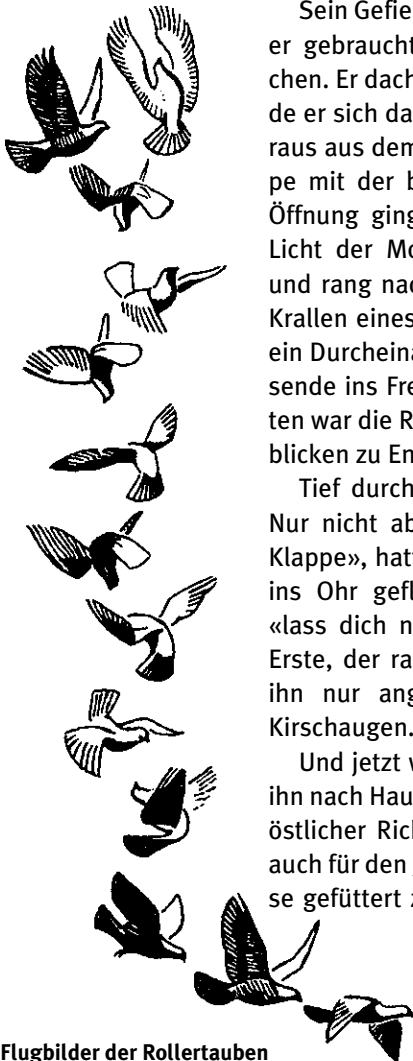 Sein Gefie
er gebraucht
chen. Er dach
de er sich da
raus aus dem
pe mit der b
Öffnung ging
Licht der Mo
und rang nac
Krallen eines
ein Durcheina
sende ins Fre
ten war die R
blicken zu En
Tief durch
Nur nicht ab
Klappe», hat
ins Ohr gefl
«lass dich n
Erste, der ra
ihn nur ang
Kirschaugen.
Und jetzt w
ihn nach Hau
östlicher Rich
auch für den
se gefüttert z
Flugbilder der Rollertauben